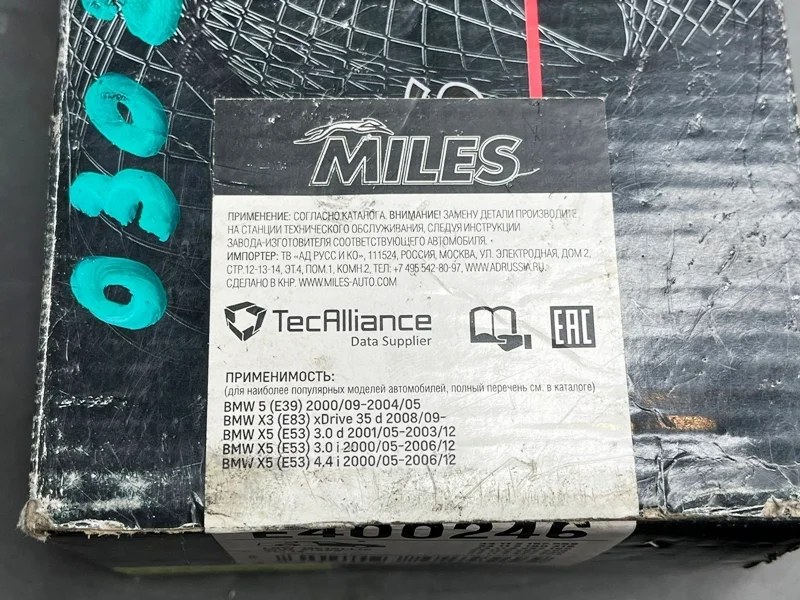 MILES
ПРИМЕНЕНИЕ: СОГЛАСНО КАТАЛОГА. ВНИМАНИЕ! ЗАМЕНУ ДЕТАЛИ ПРОИЗВОДИТЕ
НА СТАНЦИИ ТЕХНИЧЕСКОГО ОБСЛУЖИВАНИЯ, СЛЕДУЯ ИНСТРУКЦИИ
ЗАВОДА-ИЗГОТОВИТЕЛЯ СООТВЕТСТВУЮЩЕГО АВТОМОБИЛЯ.
ИМПОРТЕР: ТВ «АД РУСС И КО», 111524, РОССИЯ, МОСКВА, УЛ. ЭЛЕКТРОДНАЯ, ДОМ 2,
СТР.12-13-14, ЭТ.4, ПОМ.1, КОМН.2, ТЕЛ: +7 495 542-80-97, WWW.ADRUSSIA.RU.
СДЕЛАНО В КНР. WWW.MILES-AUTO.COM
TecAlliance
Data Supplier
EAC
ПРИМЕНИМОСТЬ:
(для наиболее популярных моделей автомобилей, полный перечень см. в каталоге)
BMW 5 (E39) 2000/09-2004/05
BMW X3 (E83) xDrive 35 d 2008/09-
BMW X5 (E53) 3.0 d 2001/05-2003/12
BMW X5 (E53) 3.0 i 2000/05-2006/12
BMW X5 (E53) 4.4 i 2000/05-2006/12
E400246